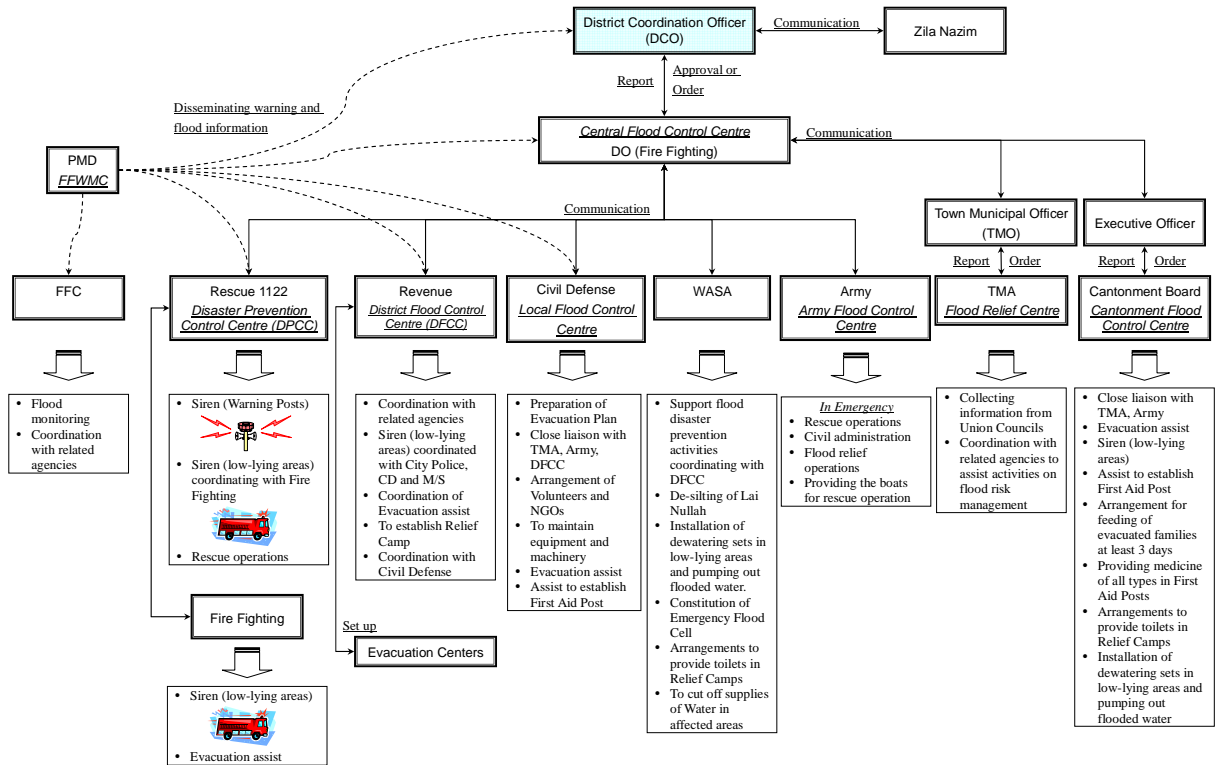 District Coordination Officer
(DCO)
Communication
Zila Nazim
Report
Approval or
Order
Disseminating warning and
flood information
Central Flood Control Centre
DO (Fire Fighting)
Communication
PMD
FFWMC
Communication
Town Municipal Officer
(TMO)
Executive Officer
Report
Order
Report
Order
FFC
Rescue 1122
Disaster Prevention
Control Centre (DPCC)
Revenue
District Flood Control
Centre (DFCC)
Civil Defense
Local Flood Control
Centre
WASA
Army
Army Flood Control
Centre
TMA
Flood Relief Centre
Cantonment Board
Cantonment Flood
Control Centre
• Flood
monitoring
• Coordination
with related
agencies
• Siren (Warning Posts)
• Siren (low-lying areas)
coordinating with Fire
Fighting
• Rescue operations
• Coordination with
related agencies
• Siren (low-lying
areas) coordinated
with City Police,
CD and M/S
• Coordination of
Evacuation assist
• To establish Relief
Camp
• Coordination with
Civil Defense
• Preparation of
Evacuation Plan
• Close liaison with
TMA, Army,
DFCC
• Arrangement of
Volunteers and
NGOs
• To maintain
equipment and
machinery
• Evacuation assist
• Assist to establish
First Aid Post
• Support flood
disaster
prevention
activities
coordinating with
DFCC
• De-silting of Lai
Nullah
• Installation of
dewatering sets in
low-lying areas
and pumping out
flooded water.
• Constitution of
Emergency Flood
Cell
• Arrangements to
provide toilets in
Relief Camps
• To cut off supplies
of Water in
affected areas
In Emergency
• Rescue operations
• Civil administration
• Flood relief
operations
• Providing the boats
for rescue operation
• Collecting
information from
Union Councils
• Coordination with
related agencies to
assist activities on
flood risk
management
• Close liaison with
TMA, Army
• Evacuation assist
• Siren (low-lying
areas)
• Assist to establish
First Aid Post
• Arrangement for
feeding of
evacuated families
at least 3 days
• Providing medicine
of all types in First
Aid Posts
• Arrangements to
provide toilets in
Relief Camps
• Installation of
dewatering sets in
low-lying areas and
pumping out
flooded water
Fire Fighting
Set up
Evacuation Centers
• Siren (low-lying areas)
• Evacuation assist